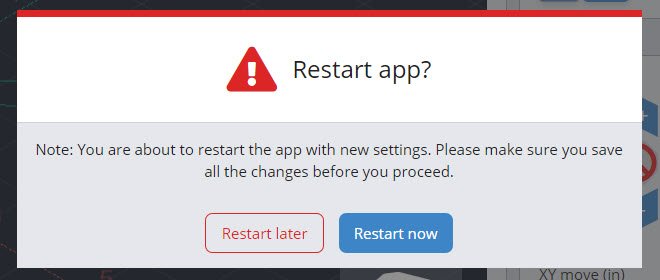 Restart app?
Note: You are about to restart the app with new settings. Please make sure you save
all the changes before you proceed.
Restart later
Restart now
XY move (in)